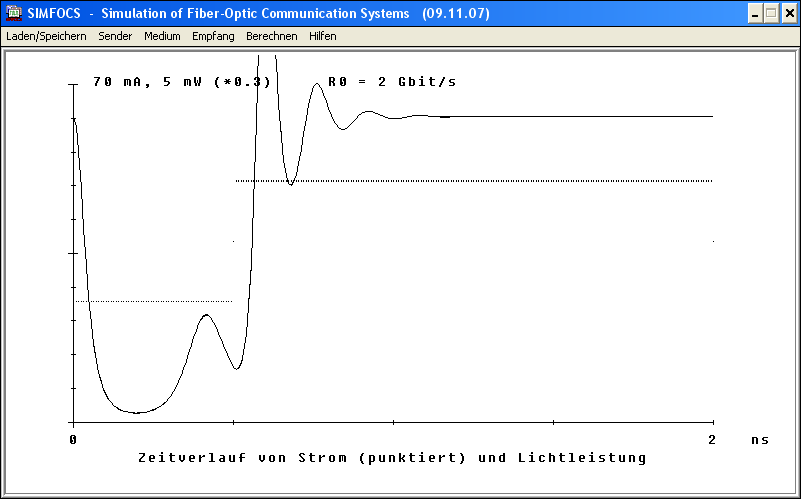 SIMFOCS - Simulation of Fiber-Optic Communication Systems (09.11.07)
Laden/Speichern Sender Medium Empfang Berechnen Hilfen
70 mA, 5 mW (*0.3) R0 = 2 Gbit/s
0 2 ns
Zeitverlauf von Strom (punktiert) und Lichtleistung